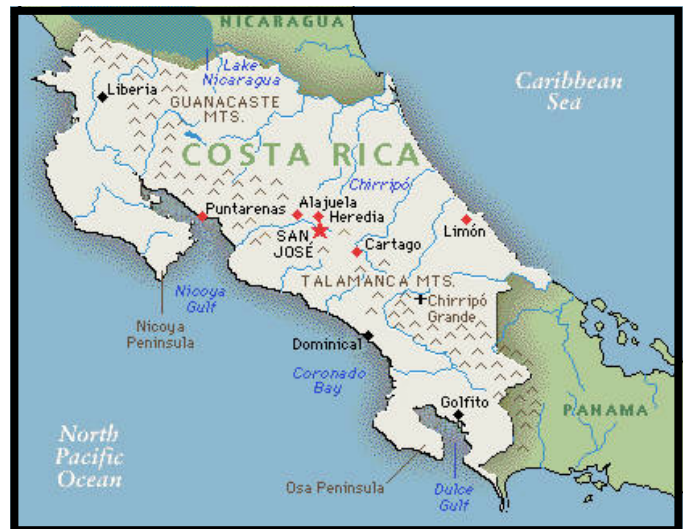 NICARAGUA
Lake
Nicaragua
Caribbean
Sea
Liberia
GUANACASTE
MTS.
COSTA RICA
Chirripó
Puntarenas
Alajuela
Heredia
Limón
SAN
JOSÉ
Cartago
TALAMANCA MTS.
Nicoya
Gulf
Chirripó
Grande
Nicoya
Peninsula
Dominical
Coronado
Bay
Golfito
PANAMA
North
Pacific
Ocean
Osa Peninsula
Dulce
Gulf